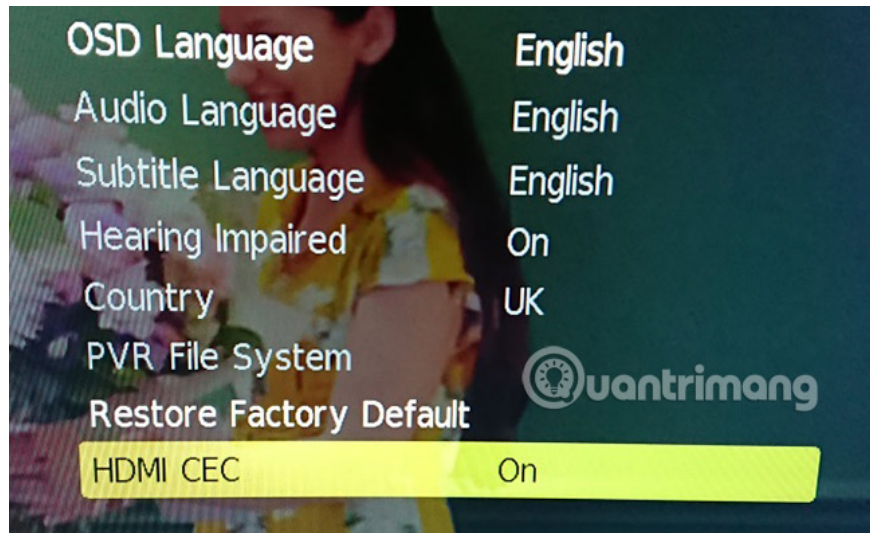 OSD Language English
Audio Language English
Subtitle Language English
Hearing Impaired On
Country UK
PVR File System
uantrimang
Restore Factory Default
HDMI CEC On